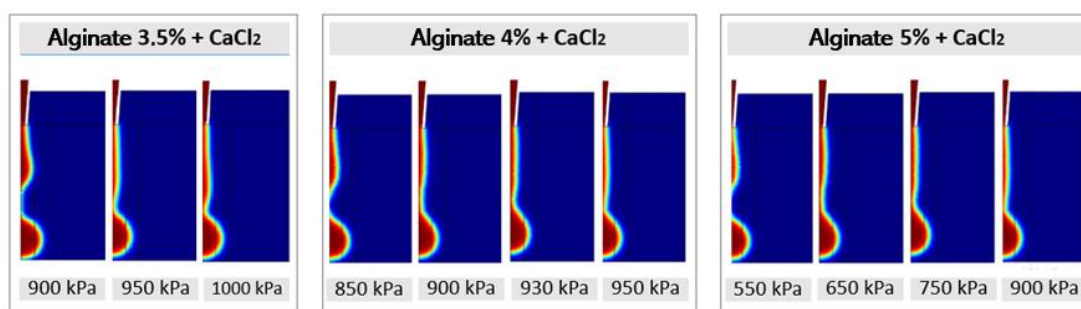 Alginate 3.5% + CaCl₂
900 kPa
950 kPa
1000 kPa
Alginate 4% + CaCl₂
850 kPa
900 kPa
930 kPa
950 kPa
Alginate 5% + CaCl₂
550 kPa
650 kPa
750 kPa
900 kPa